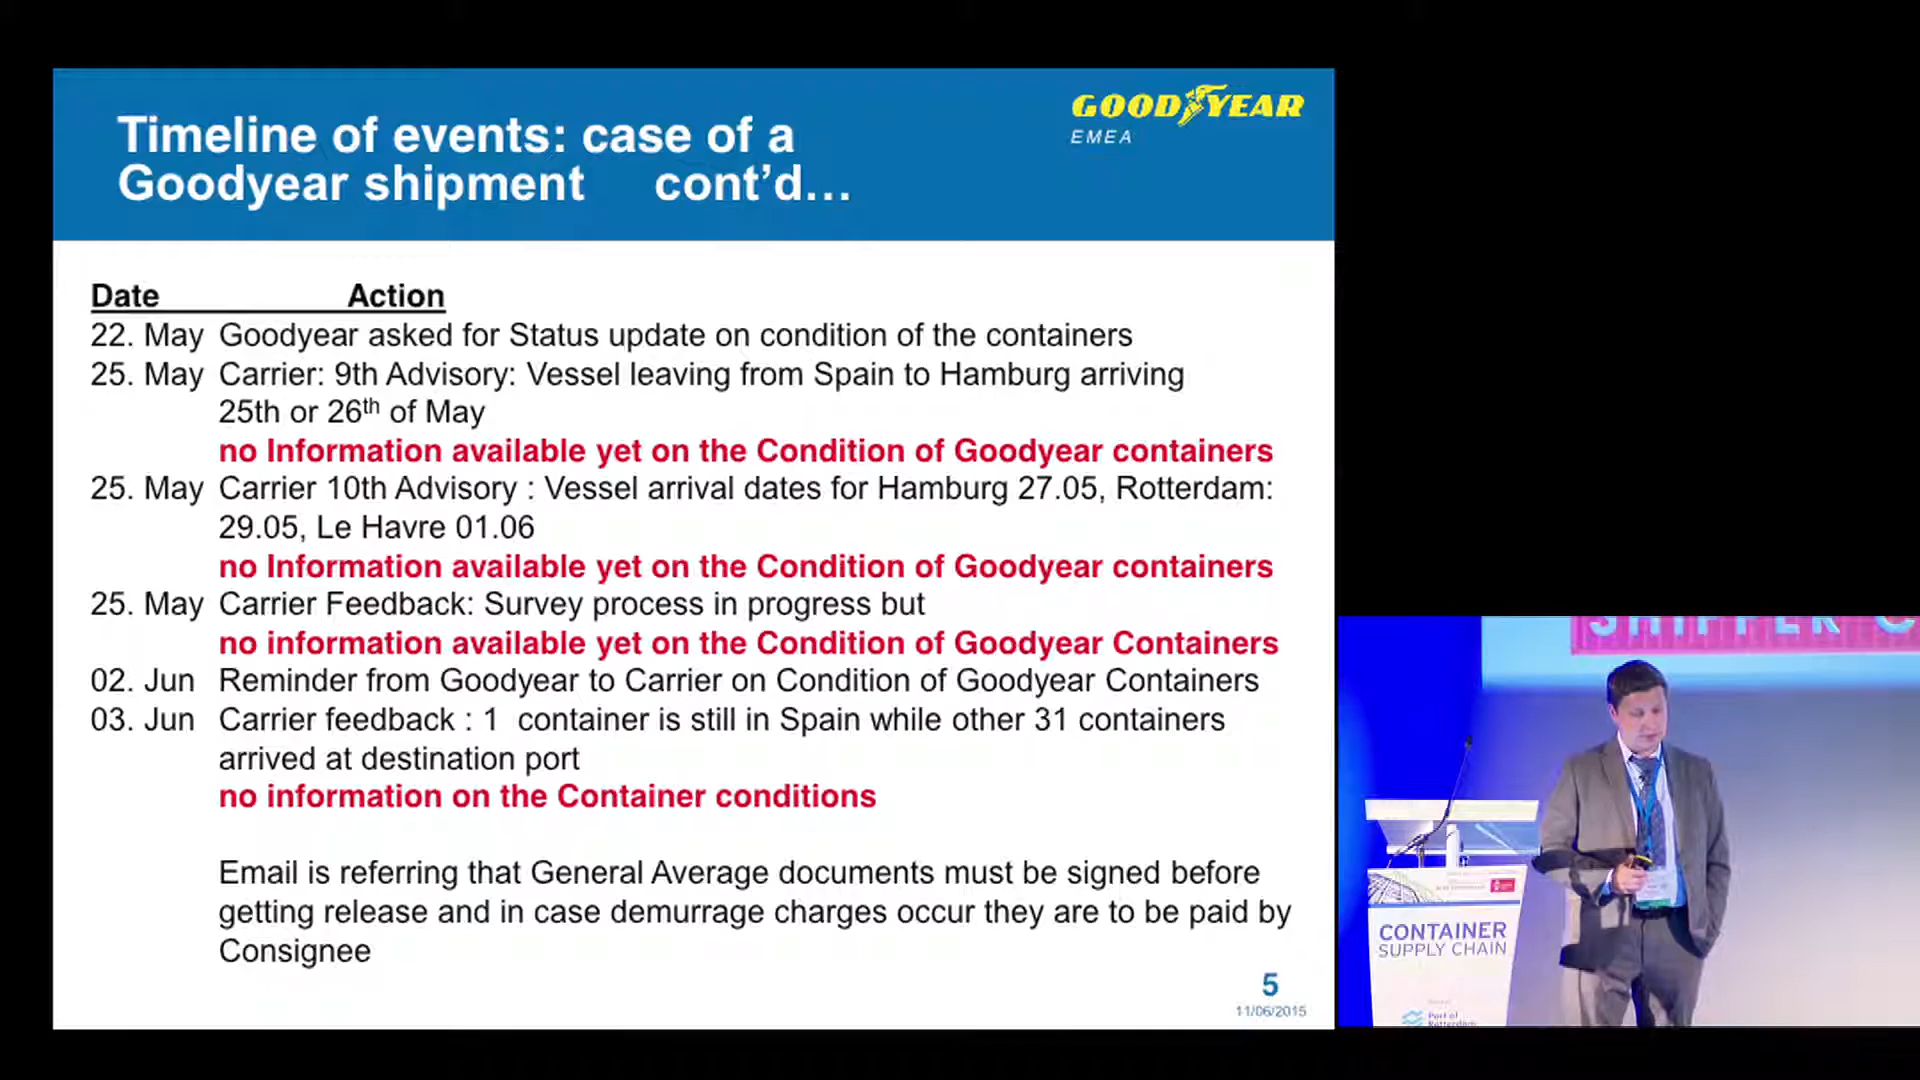 Timeline of events: case of a
Goodyear shipment cont’d…
GOODYEAR
EMEA
Date Action
22. May Goodyear asked for Status update on condition of the containers
25. May Carrier: 9th Advisory: Vessel leaving from Spain to Hamburg arriving
25th or 26th of May
no Information available yet on the Condition of Goodyear containers
25. May Carrier 10th Advisory : Vessel arrival dates for Hamburg 27.05, Rotterdam:
29.05, Le Havre 01.06
no Information available yet on the Condition of Goodyear containers
25. May Carrier Feedback: Survey process in progress but
no information available yet on the Condition of Goodyear Containers
02. Jun Reminder from Goodyear to Carrier on Condition of Goodyear Containers
03. Jun Carrier feedback : 1 container is still in Spain while other 31 containers
arrived at destination port
no information on the Container conditions
Email is referring that General Average documents must be signed before
getting release and in case demurrage charges occur they are to be paid by
Consignee
5
11/06/2015
SHIPPER C
CONTAINER
SUPPLY CHAIN
Port of
Rotterdam